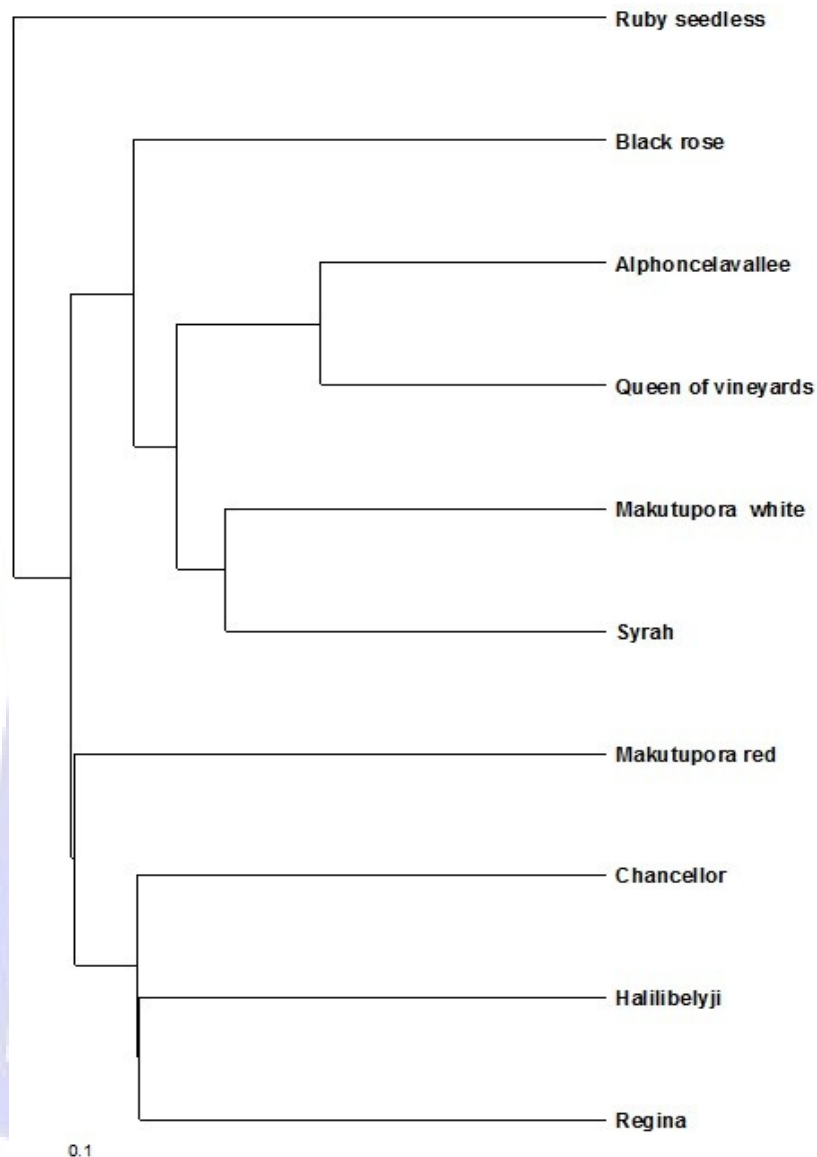 Ruby seedless
Black rose
Alphoncelavallee
Queen of vineyards
Makutupora white
Syrah
Makutupora red
Chancellor
Halilibelyji
Regina
0.1